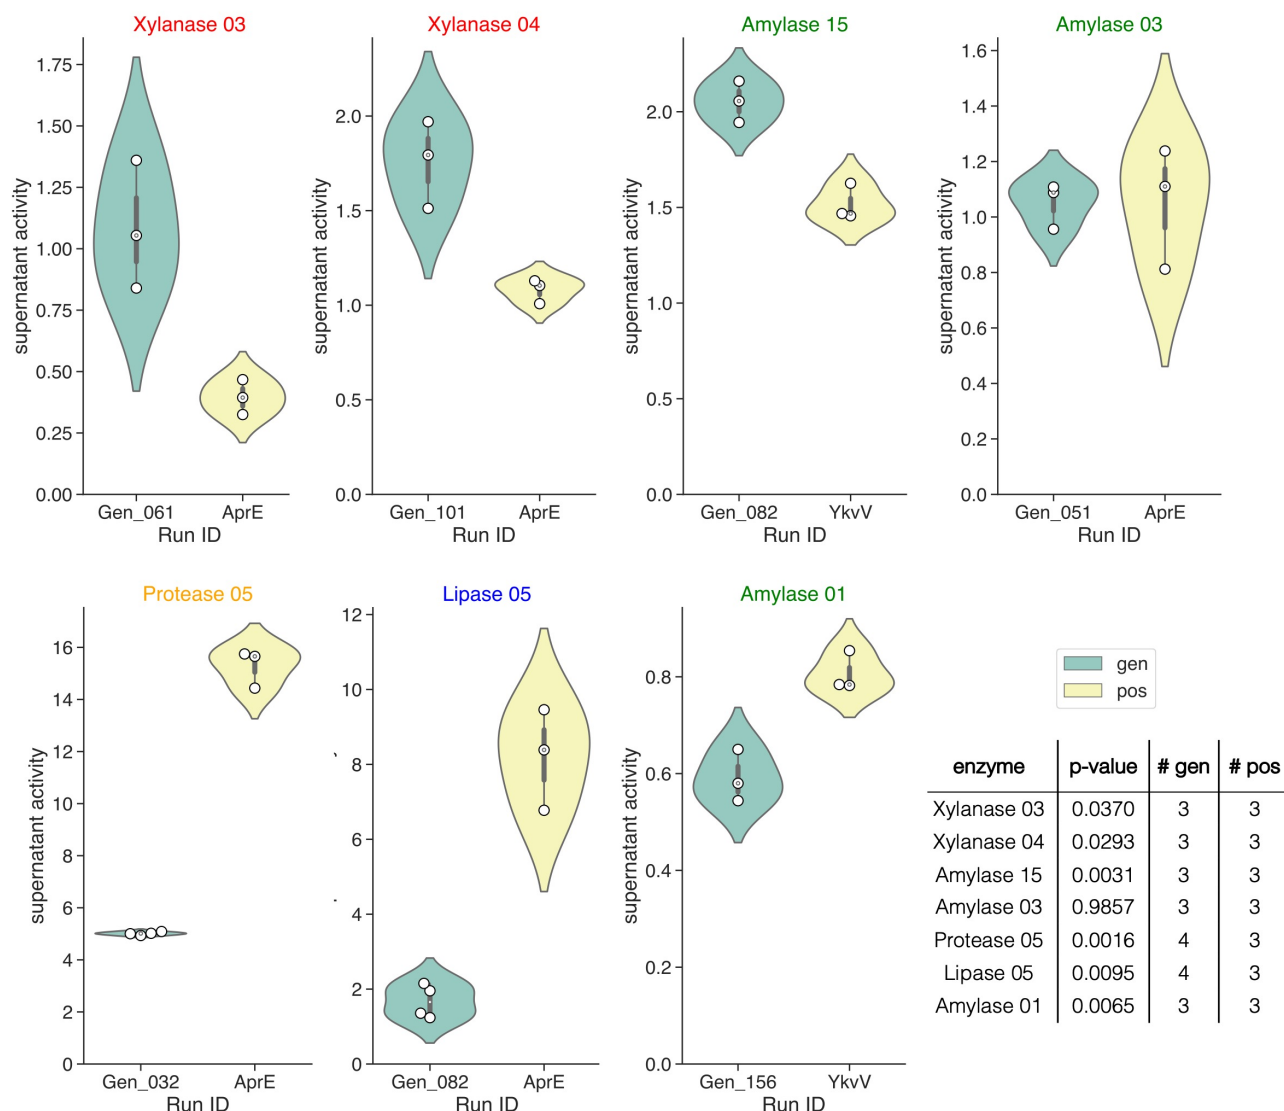 Xylanase 03
supernatant activity
1.75
1.50
1.25
1.00
0.75
0.50
0.25
0.00
Gen_061 AprE
Run ID
Xylanase 04
supernatant activity
2.0
1.5
1.0
0.5
0.0
Gen_101 AprE
Run ID
Amylase 15
supernatant activity
2.0
1.5
1.0
0.5
0.0
Gen_082 YkvV
Run ID
Amylase 03
supernatant activity
1.6
1.4
1.2
1.0
0.8
0.6
0.4
0.2
0.0
Gen_051 AprE
Run ID
Protease 05
supernatant activity
16
14
12
10
8
6
4
2
0
Gen_032 AprE
Run ID
Lipase 05
12
10
8
6
4
2
0
Gen_082 AprE
Run ID
Amylase 01
supernatant activity
0.8
0.6
0.4
0.2
0.0
Gen_156 YkvV
Run ID
gen
pos
enzyme p-value # gen # pos
Xylanase 03 0.0370 3 3
Xylanase 04 0.0293 3 3
Amylase 15 0.0031 3 3
Amylase 03 0.9857 3 3
Protease 05 0.0016 4 3
Lipase 05 0.0095 4 3
Amylase 01 0.0065 3 3